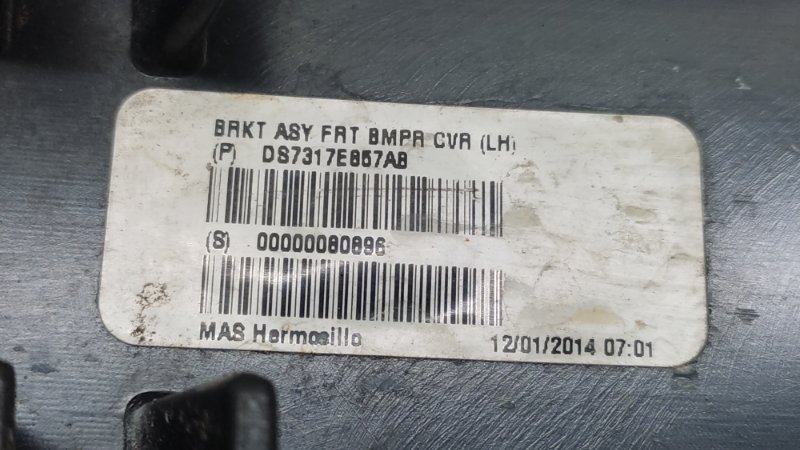 BRKT ASY FRT BMPR CVR (LH)
(P) DS7317E857AB
(S) 00000080896
MAS Hermosillo
12/01/2014 07:01